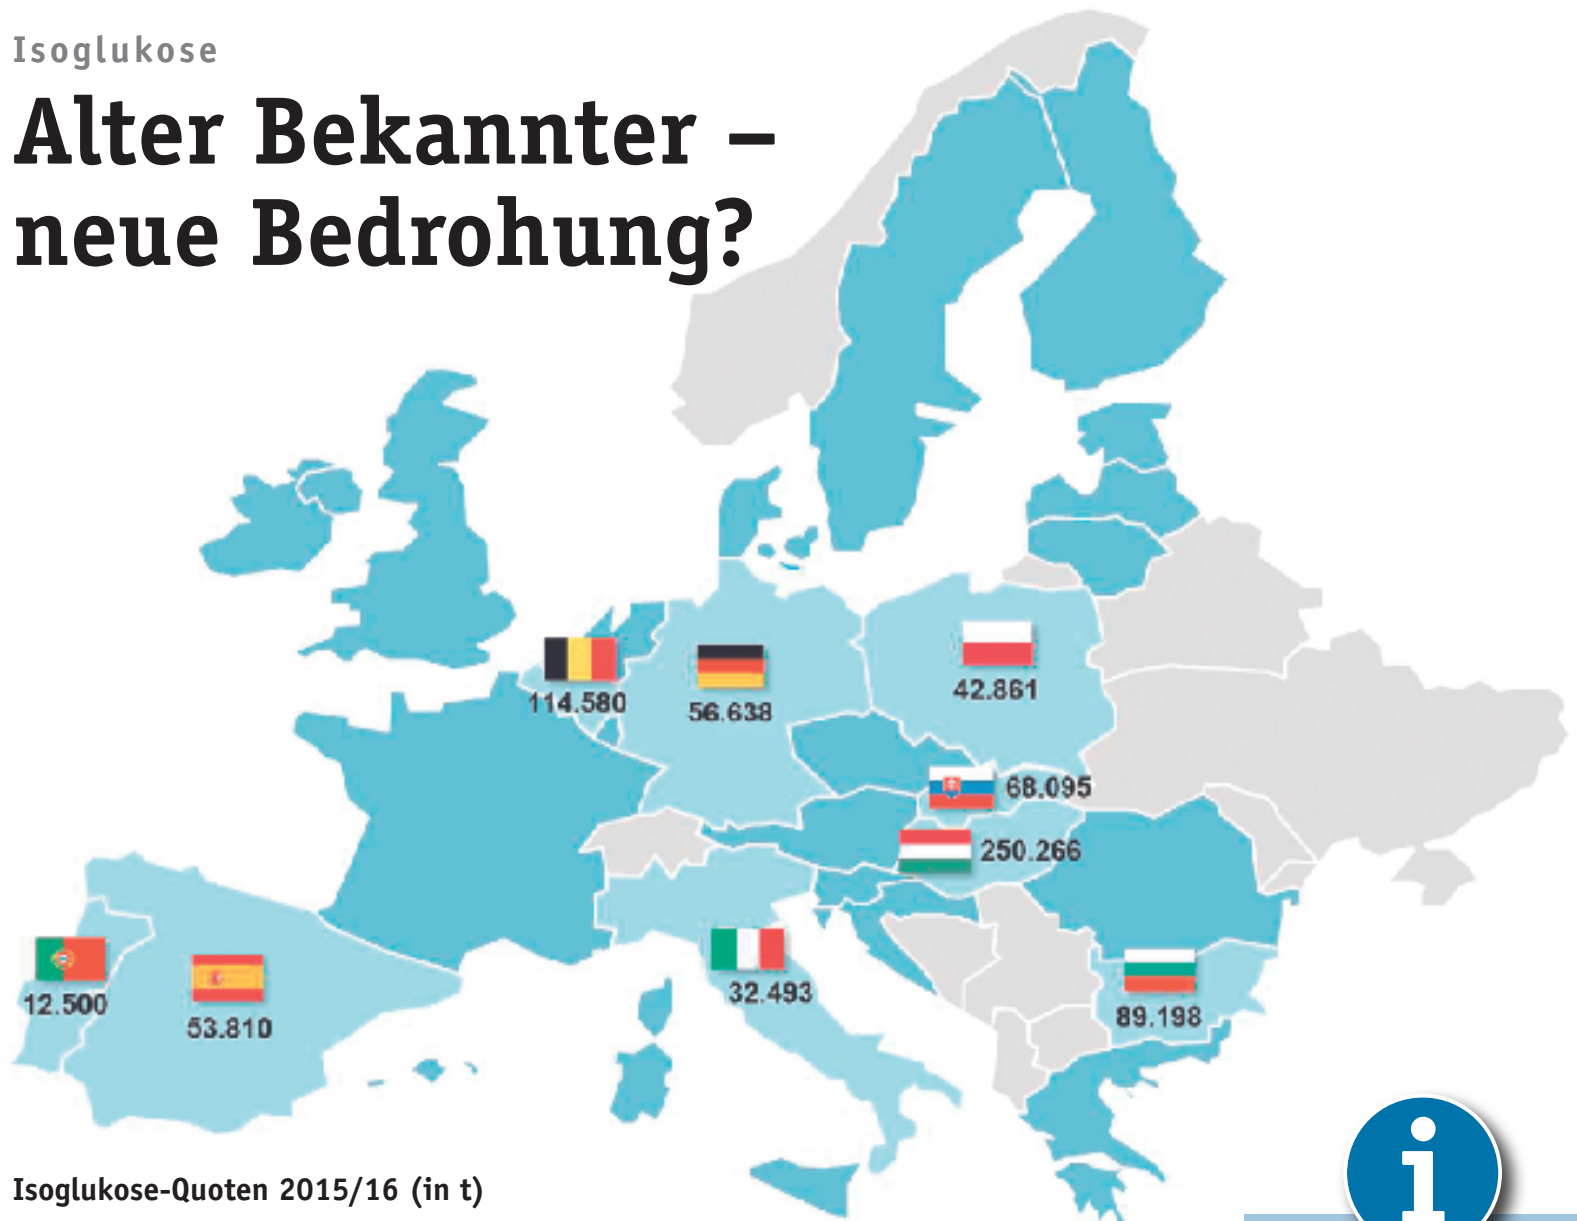 Isoglukose
Alter Bekannter –
neue Bedrohung?
114.580
56.638
42.861
68.095
250.266
12.500
53.810
32.493
89.198
Isoglukose-Quoten 2015/16 (in t)
i